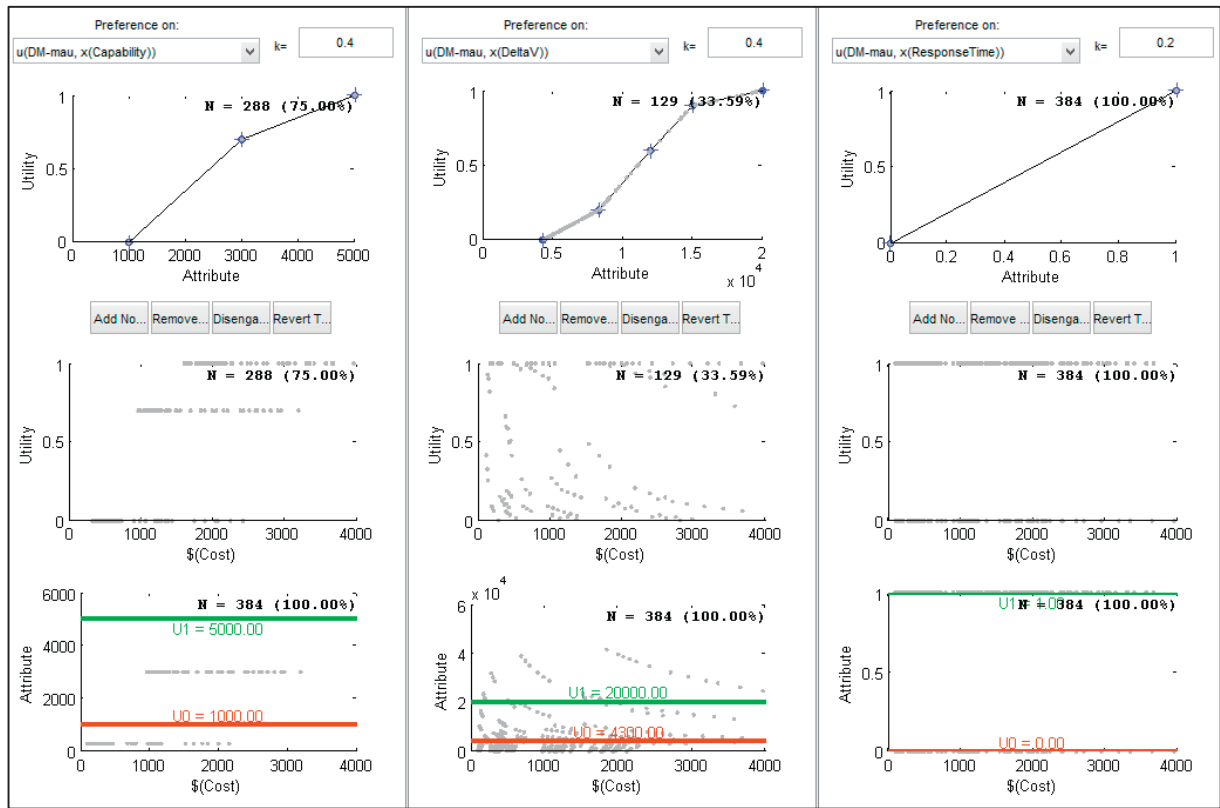 Preference on:
u(DM-mau, x(Capability))
k=
0.4
N = 288 (75.00%)
1
0.5
0
Utility
0 1000 2000 3000 4000 5000
Attribute
Add No... Remove... Disenga... Revert T...
N = 288 (75.00%)
1
0.5
0
Utility
0 1000 2000 3000 4000
$(Cost)
N = 384 (100.00%)
6000
4000
2000
0
Attribute
U1 = 5000.00
U0 = 1000.00
0 1000 2000 3000 4000
$(Cost)
Preference on:
u(DM-mau, x(DeltaV))
k=
0.4
N = 129 (33.59%)
1
0.5
0
Utility
0 0.5 1 1.5 2
Attribute
x 10^4
Add No... Remove... Disenga... Revert T...
N = 129 (33.59%)
1
0.5
0
Utility
0 1000 2000 3000 4000
$(Cost)
x 10^4
N = 384 (100.00%)
6
4
2
0
Attribute
U1 = 20000.00
U0 = 4300.00
0 1000 2000 3000 4000
$(Cost)
Preference on:
u(DM-mau, x(ResponseTime))
k=
0.2
N = 384 (100.00%)
1
0.5
0
Utility
0 0.2 0.4 0.6 0.8 1
Attribute
Add No... Remove ... Disenga... Revert T...
N = 384 (100.00%)
1
0.5
0
Utility
0 1000 2000 3000 4000
$(Cost)
N = 384 (100.00%)
1
0.5
0
Attribute
U1 = 1.00
U0 = 0.00
0 1000 2000 3000 4000
$(Cost)